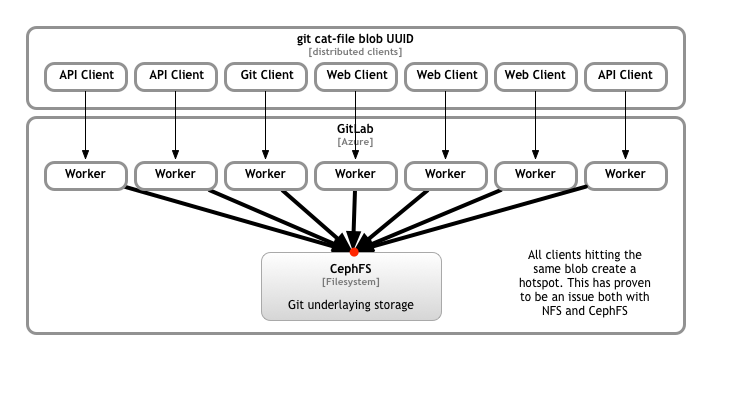 git cat-file blob UUID
[distributed clients]
API Client
API Client
Git Client
Web Client
Web Client
Web Client
API Client
GitLab
[Azure]
Worker
Worker
Worker
Worker
Worker
Worker
Worker
CephFS
[Filesystem]
Git underlaying storage
All clients hitting the
same blob create a
hotspot. This has proven
to be an issue both with
NFS and CephFS